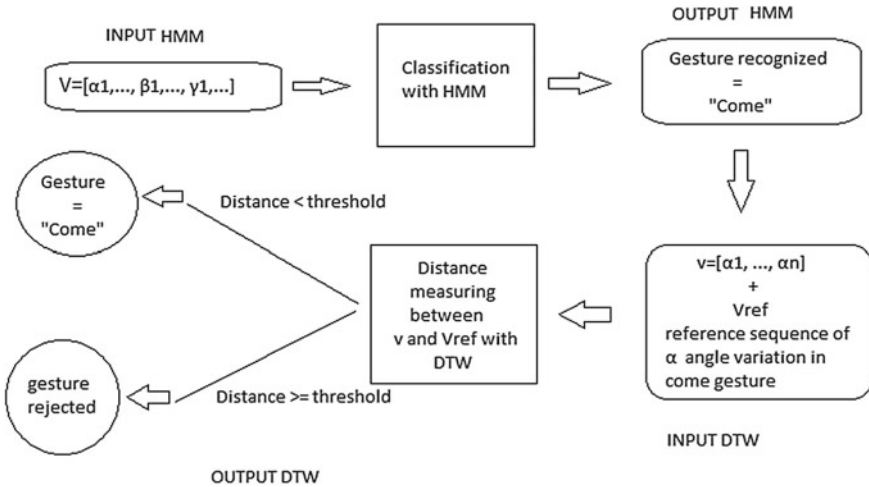 INPUT HMM
V=[α1,..., β1,..., γ1,...]
Classification
with HMM
OUTPUT HMM
Gesture recognized
=
"Come"
v=[α1, ..., αn]
+
Vref
reference sequence of
α angle variation in
come gesture
INPUT DTW
Distance
measuring
between
v and Vref with
DTW
Distance < threshold
Gesture
=
"Come"
Distance >= threshold
gesture
rejected
OUTPUT DTW